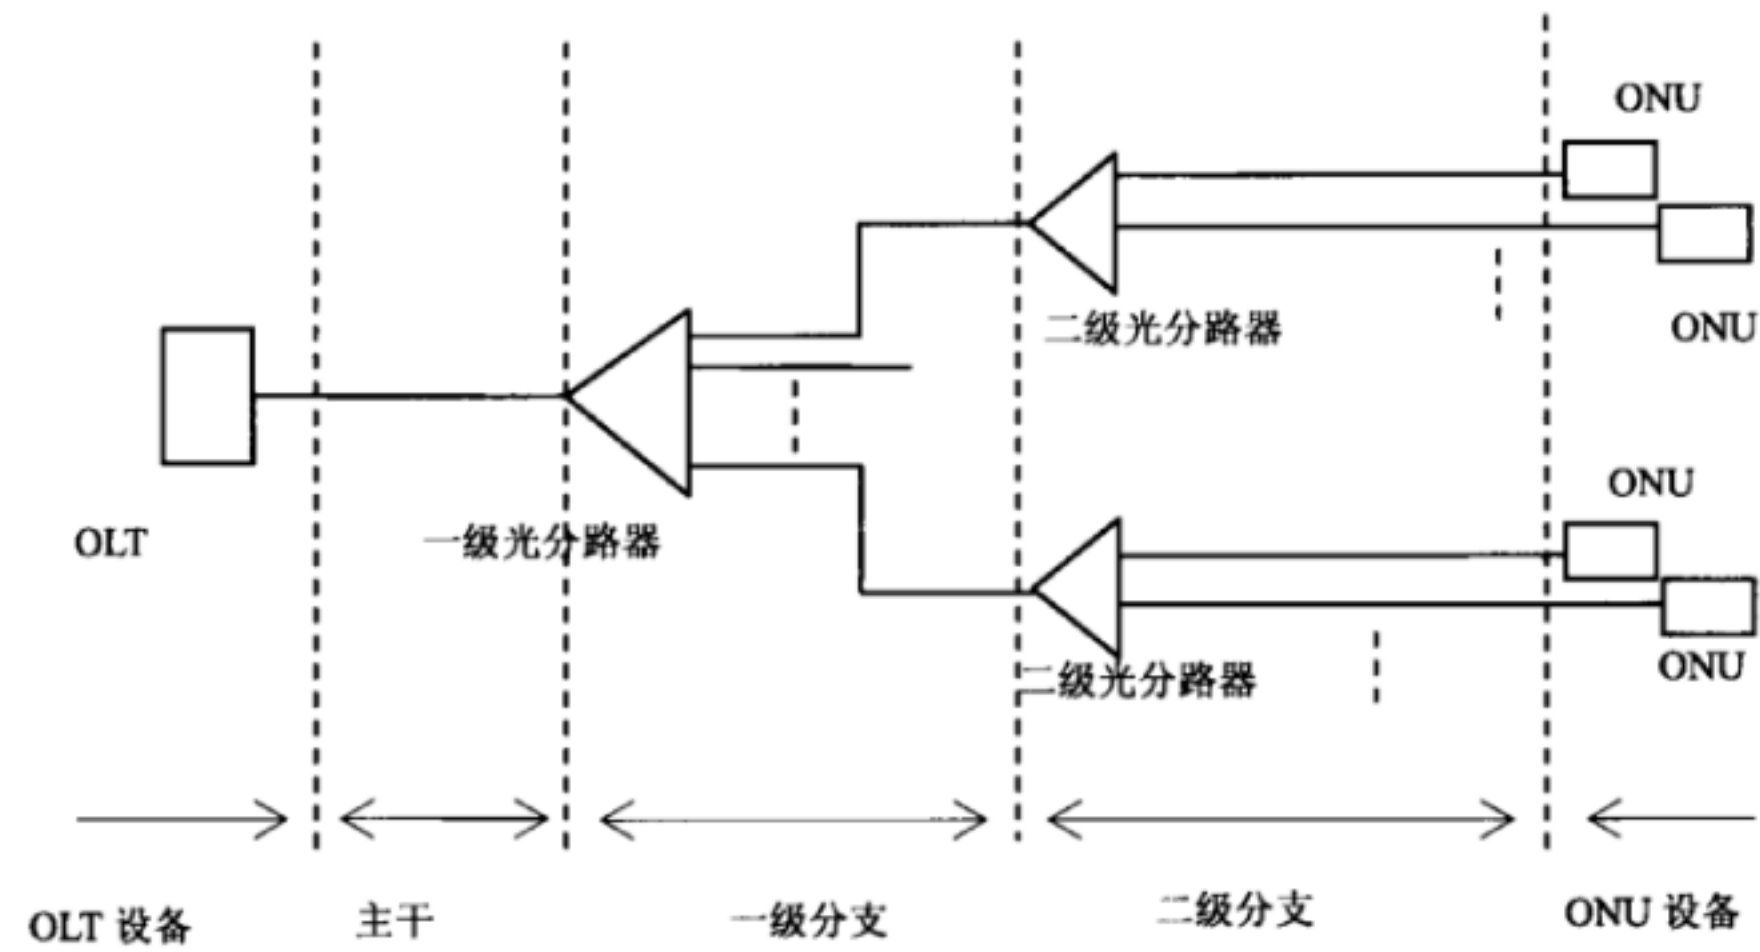 ONU
二级光分路器
ONU
ONU
OLT
一级光分路器
ONU
二级光分路器
OLT 设备
主干
一级分支
二级分支
ONU 设备